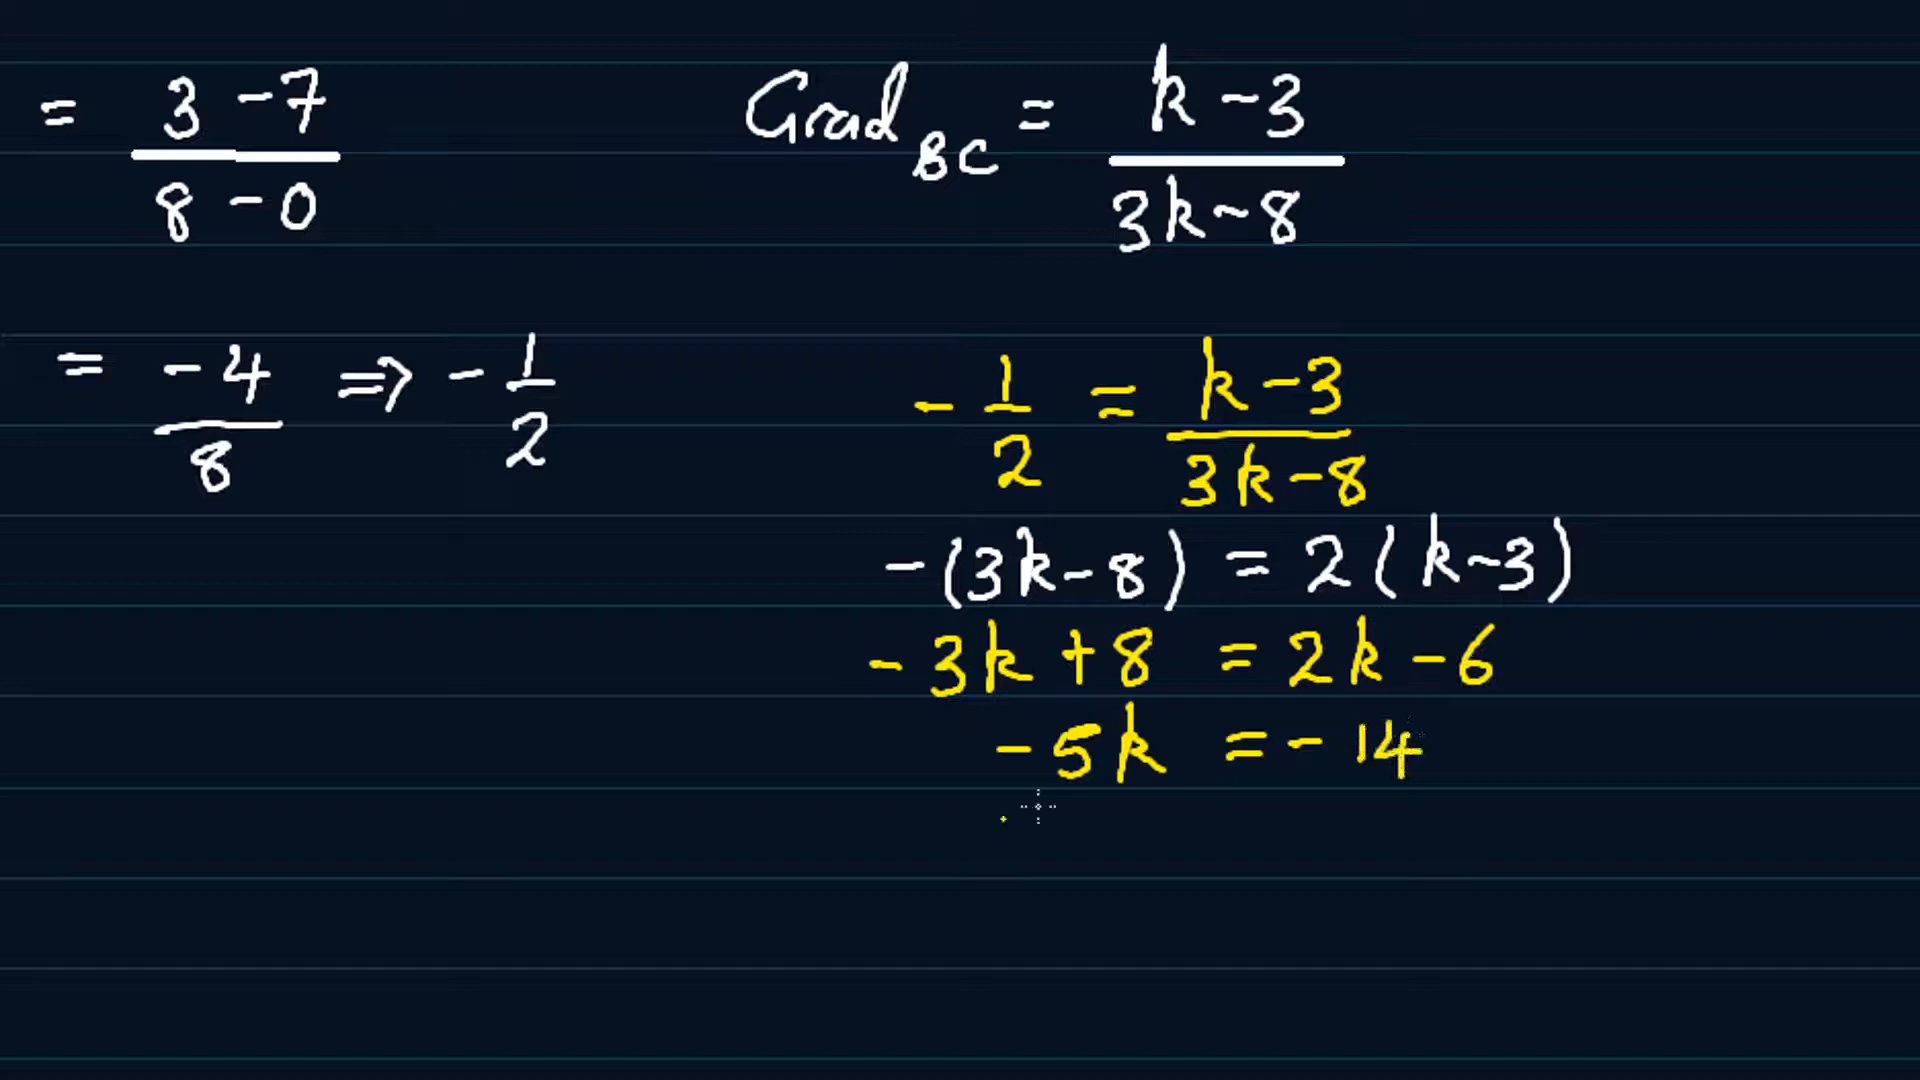 = 3 - 7 / 8 - 0
= -4 / 8 ⇒ - 1/2
Grad BC = k - 3 / 3k - 8
- 1/2 = k - 3 / 3k - 8
-(3k - 8) = 2(k - 3)
- 3k + 8 = 2k - 6
- 5k = - 14